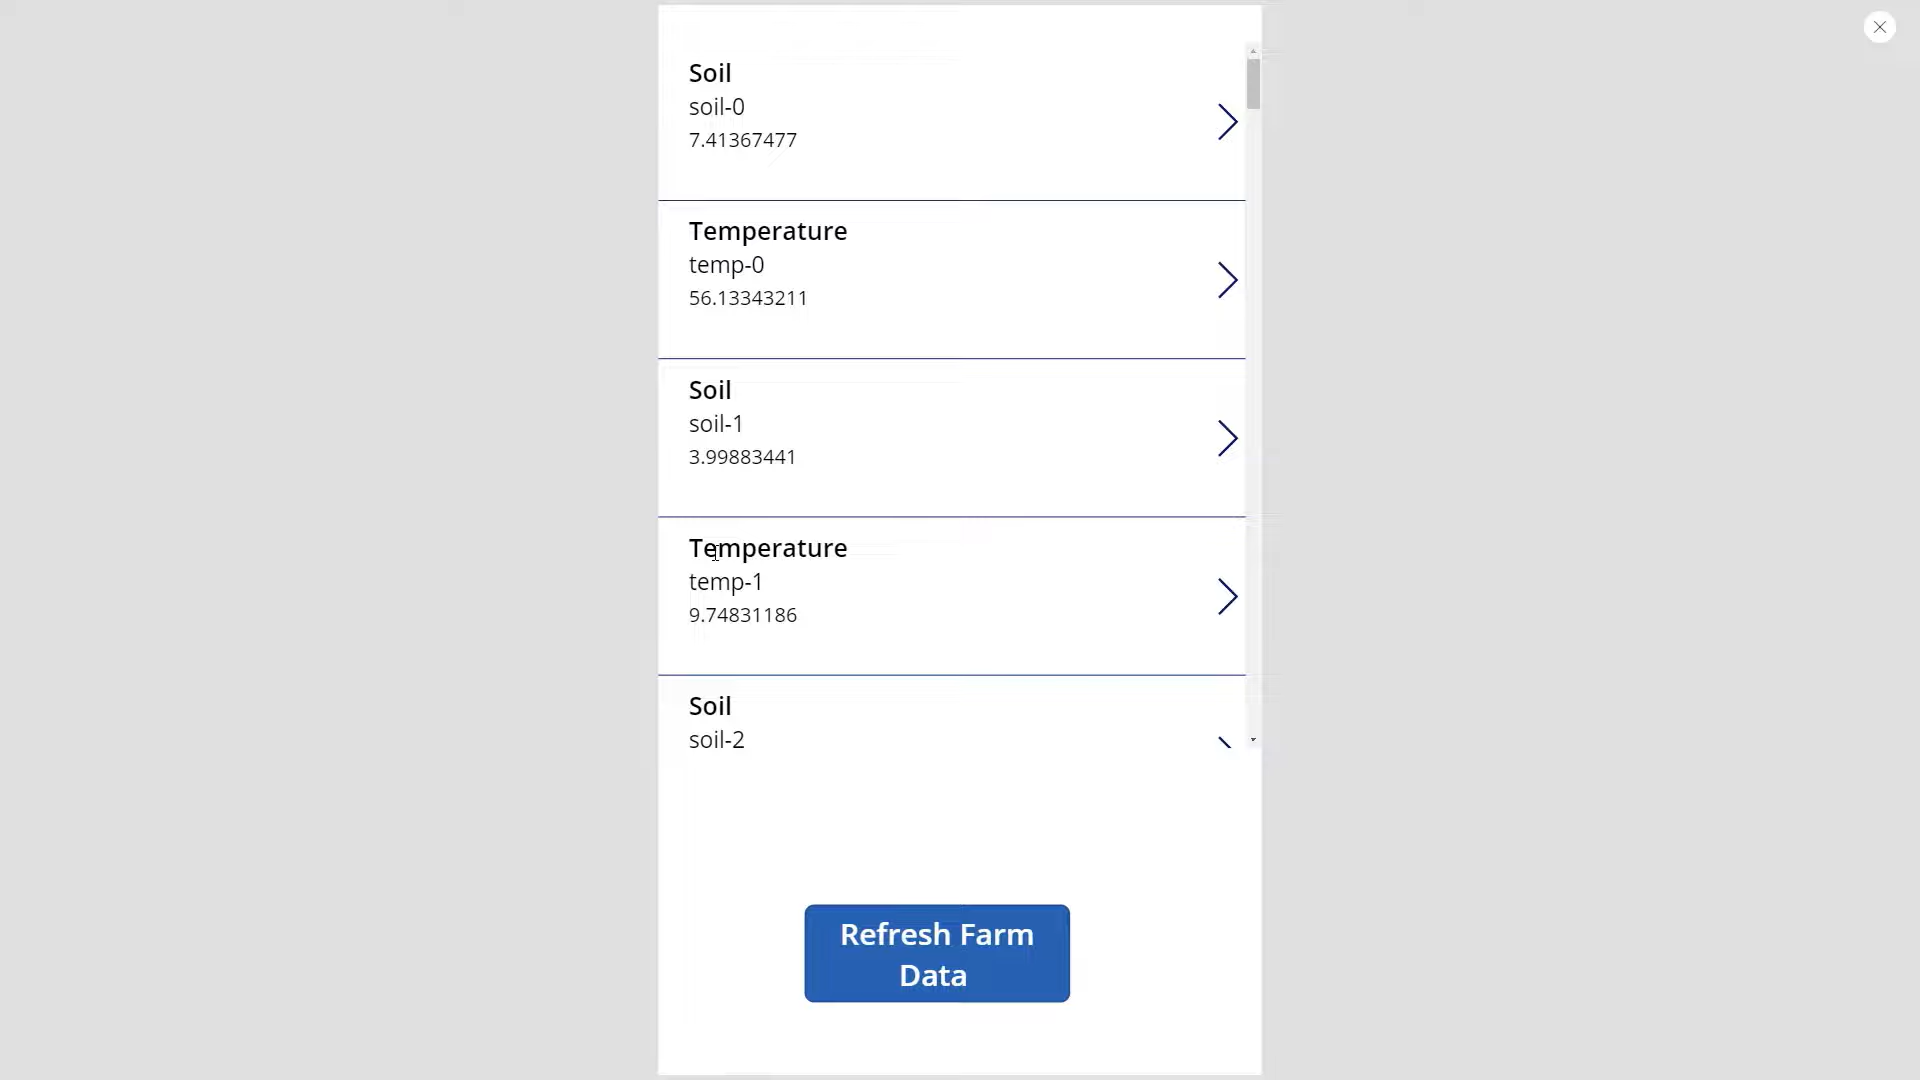 Soil
soil-0
7.41367477
Temperature
temp-0
56.13343211
Soil
soil-1
3.99883441
Temperature
temp-1
9.74831186
Soil
soil-2
Refresh Farm
Data